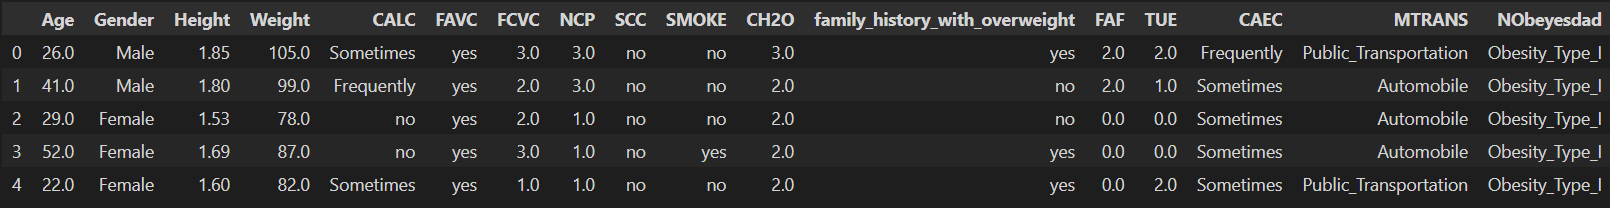 Age Gender Height Weight CALC FAVC FCVC NCP SCC SMOKE CH2O family_history_with_overweight FAF TUE CAEC MTRANS NObeyesdad
0 26.0 Male 1.85 105.0 Sometimes yes 3.0 3.0 no no 3.0 yes 2.0 2.0 Frequently Public_Transportation Obesity_Type_I
1 41.0 Male 1.80 99.0 Frequently yes 2.0 3.0 no no 2.0 no 2.0 1.0 Sometimes Automobile Obesity_Type_I
2 29.0 Female 1.53 78.0 no yes 2.0 1.0 no no 2.0 no 0.0 0.0 Sometimes Automobile Obesity_Type_I
3 52.0 Female 1.69 87.0 no yes 3.0 1.0 no yes 2.0 yes 0.0 0.0 Sometimes Automobile Obesity_Type_I
4 22.0 Female 1.60 82.0 Sometimes yes 1.0 1.0 no no 2.0 yes 0.0 2.0 Sometimes Public_Transportation Obesity_Type_I